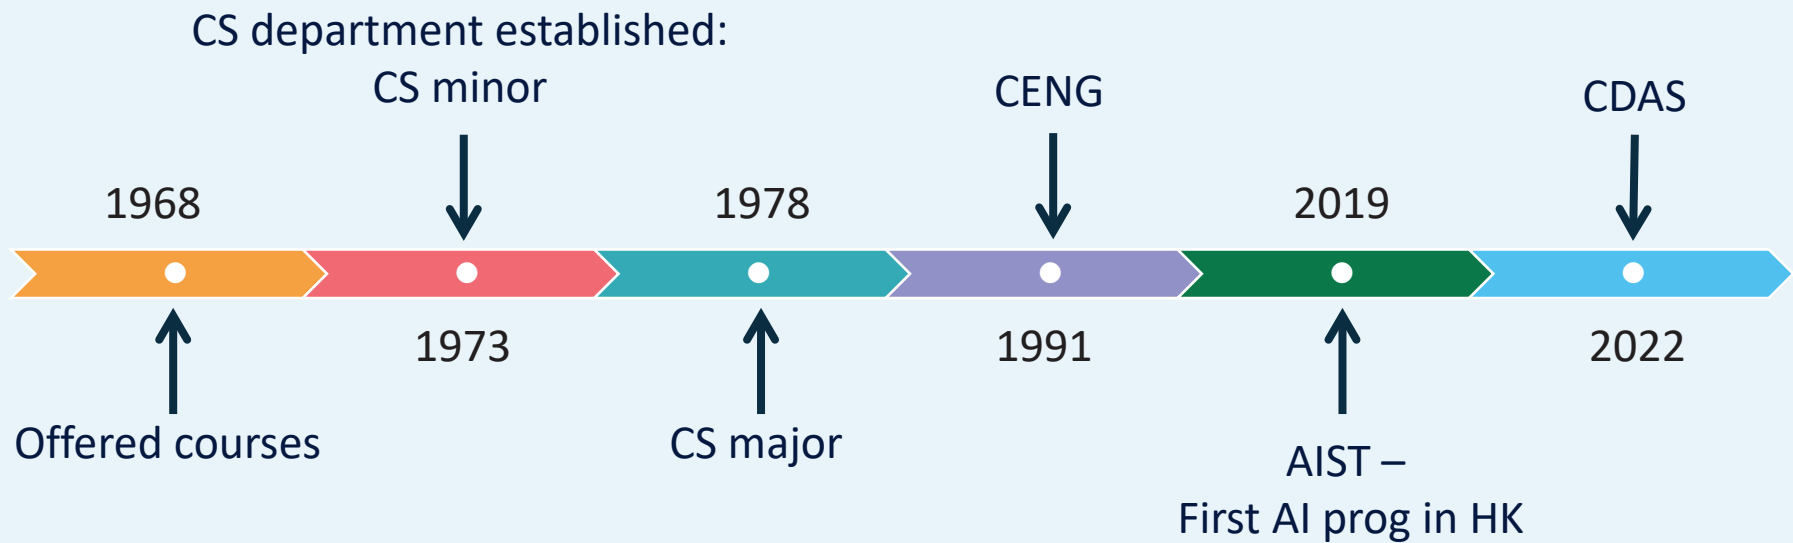 CS department established:
CS minor
CENG
CDAS
1968
1978
2019
1973
1991
2022
Offered courses
CS major
AIST –
First AI prog in HK